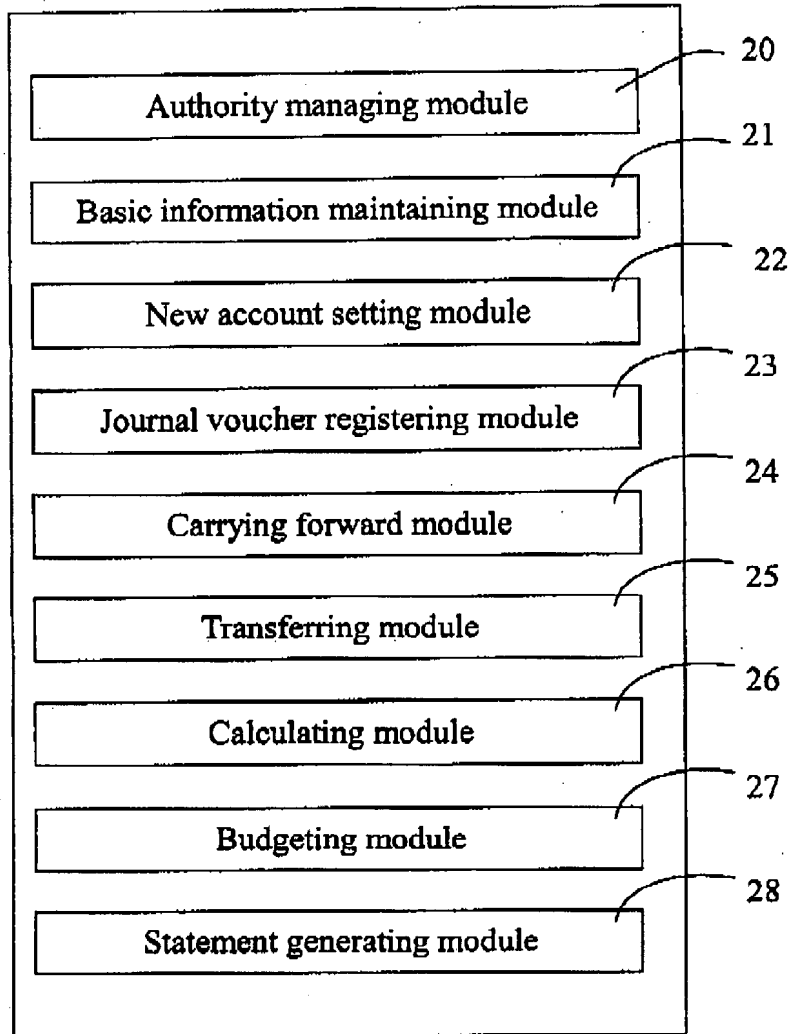 20
Authority managing module
21
Basic information maintaining module
22
New account setting module
23
Journal voucher registering module
24
Carrying forward module
25
Transferring module
26
Calculating module
27
Budgeting module
28
Statement generating module